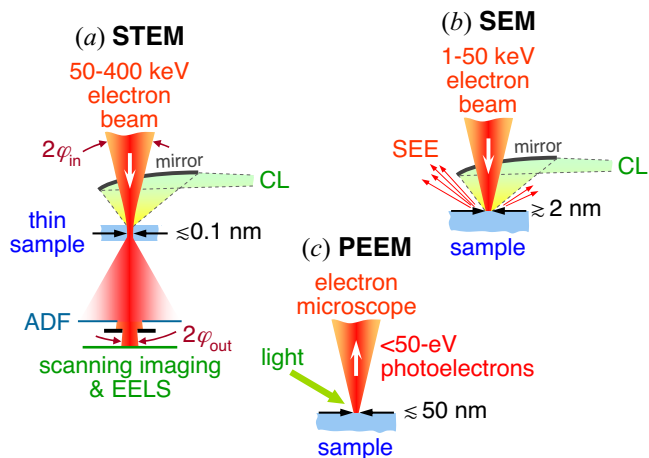 (a) STEM
50-400 keV
electron
beam
2φin
mirror
CL
thin
sample
≲0.1 nm
ADF
2φout
scanning imaging
& EELS
(b) SEM
1-50 keV
electron
beam
SEE
mirror
CL
≳ 2 nm
sample
(c) PEEM
electron
microscope
light
<50-eV
photoelectrons
≲ 50 nm
sample